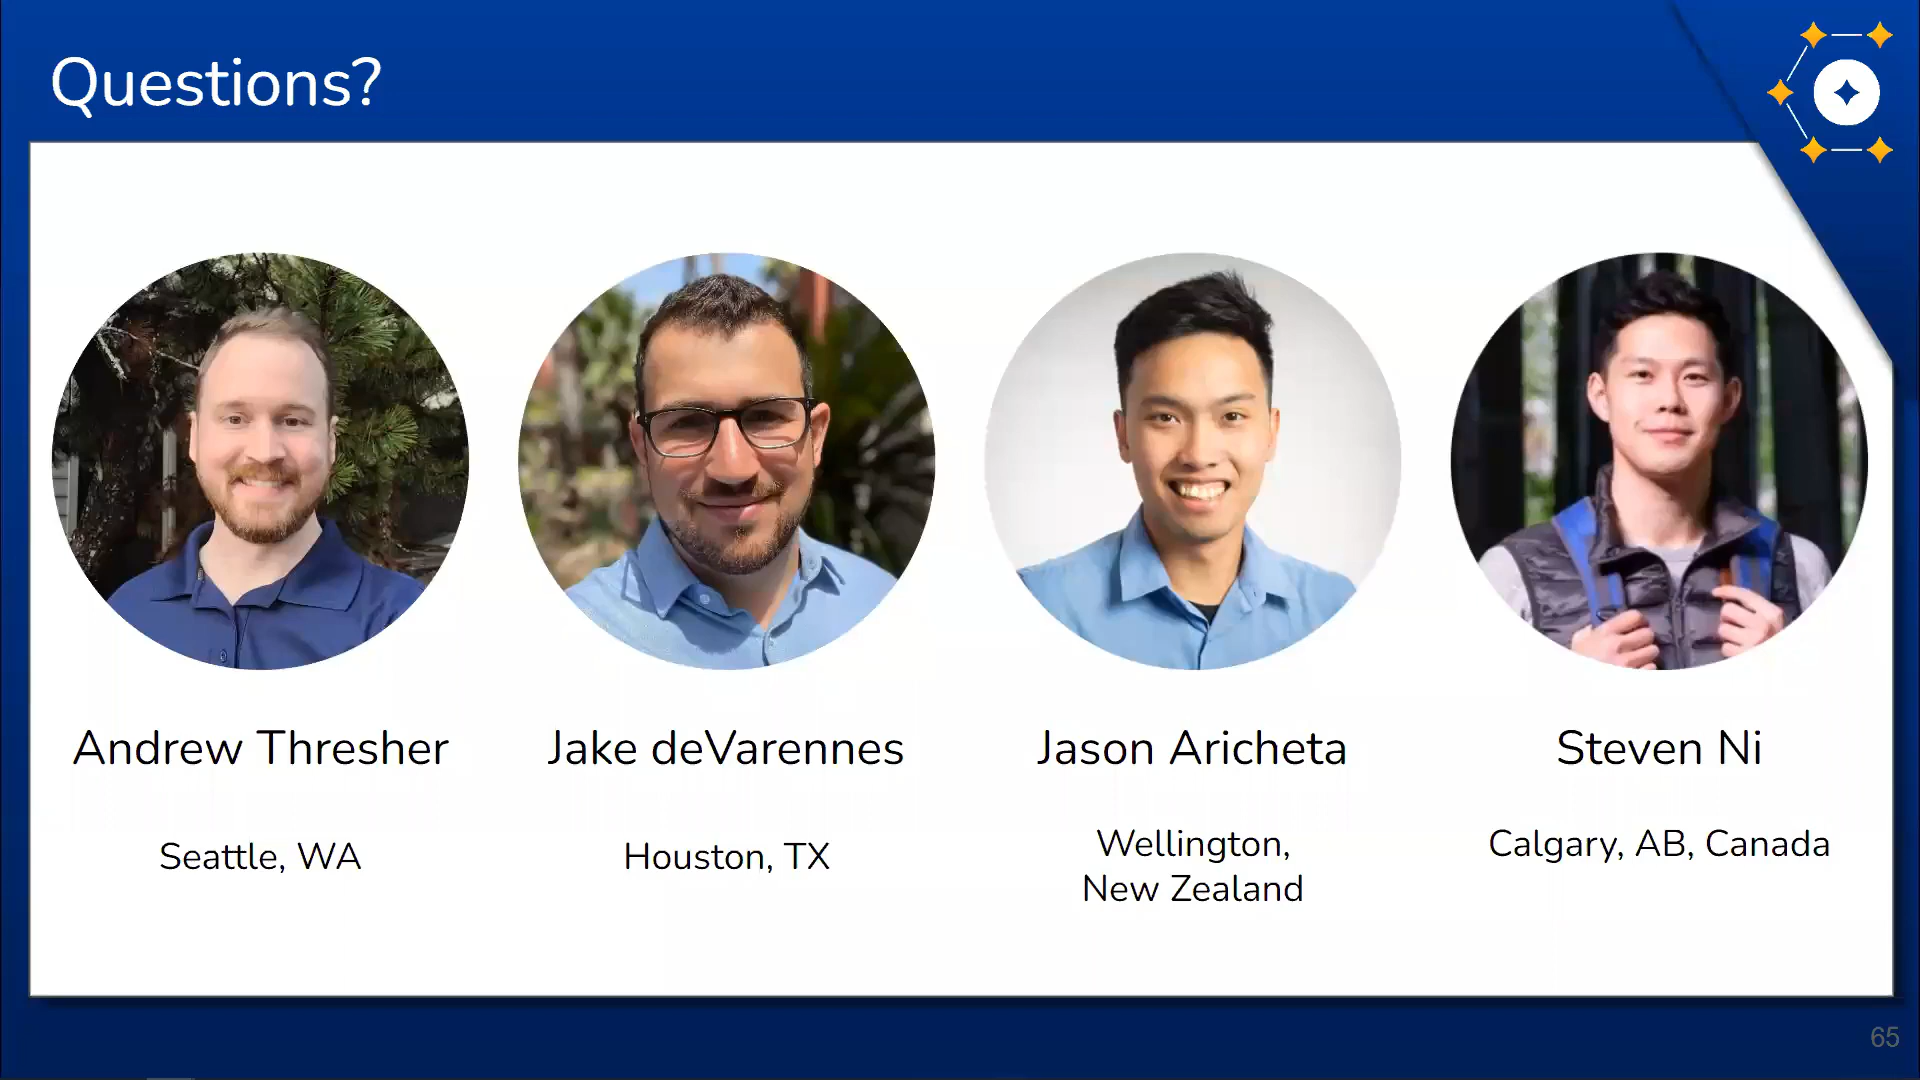 Questions?
Andrew Thresher
Jake deVarennes
Jason Aricheta
Steven Ni
Seattle, WA
Houston, TX
Wellington,
New Zealand
Calgary, AB, Canada
65